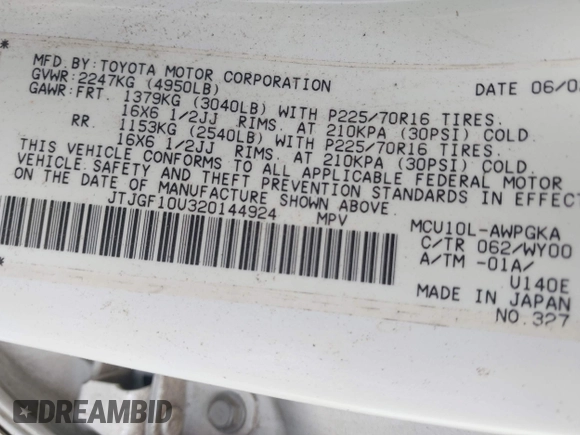 MFD.BY:TOYOTA MOTOR CORPORATION DATE 06/0
GVWR:2247KG (4950LB)
GAWR:FRT. 1379KG (3040LB) WITH P225/70R16 TIRES.
16X6 1/2JJ RIMS. AT 210KPA (30PSI) COLD.
RR. 1153KG (2540LB) WITH P225/70R16 TIRES.
16X6 1/2JJ RIMS. AT 210KPA (30PSI) COLD.
THIS VEHICLE CONFORMS TO ALL APPLICABLE FEDERAL MOTOR
VEHICLE SAFETY AND THEFT PREVENTION STANDARDS IN EFFECT
ON THE DATE OF MANUFACTURE SHOWN ABOVE.
JTJGF10U320144924 MPV
MCU10L-AWPGKA
C/TR 062/WY00
A/TM -01A/
U140E
MADE IN JAPAN
NO.327
DREAMBID